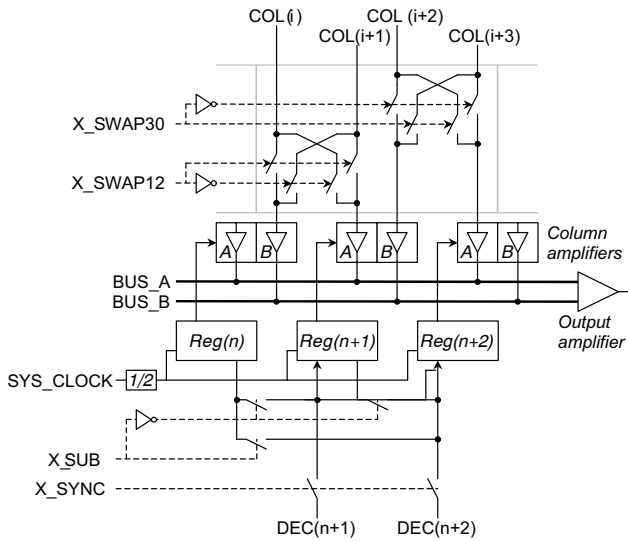 COL(i) COL(i+2)
COL(i+1) COL(i+3)
X_SWAP30
X_SWAP12
A B A B A B
Column amplifiers
BUS_A
BUS_B
Output amplifier
Reg(n) Reg(n+1) Reg(n+2)
SYS_CLOCK 1/2
X_SUB
X_SYNC
DEC(n+1) DEC(n+2)